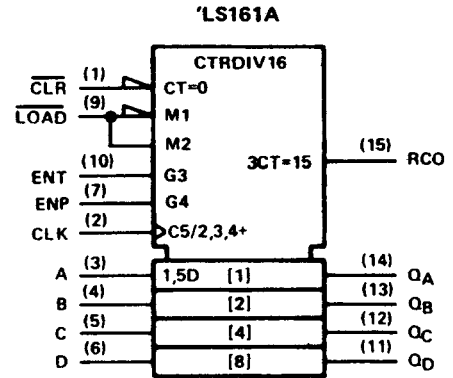 'LS161A
CTRDIV16
CLR (1) CT=0
LOAD (9) M1
M2
ENT (10) G3 3CT=15 (15) RCO
ENP (7) G4
CLK (2) C5/2,3,4+
A (3) 1,5D [1] (14) QA
B (4) [2] (13) QB
C (5) [4] (12) QC
D (6) [8] (11) QD